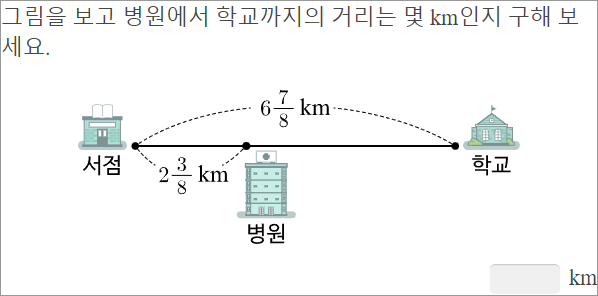 그림을 보고 병원에서 학교까지의 거리는 몇 km인지 구해 보
세요.
6 7/8 km
서점
2 3/8 km
학교
병원
km